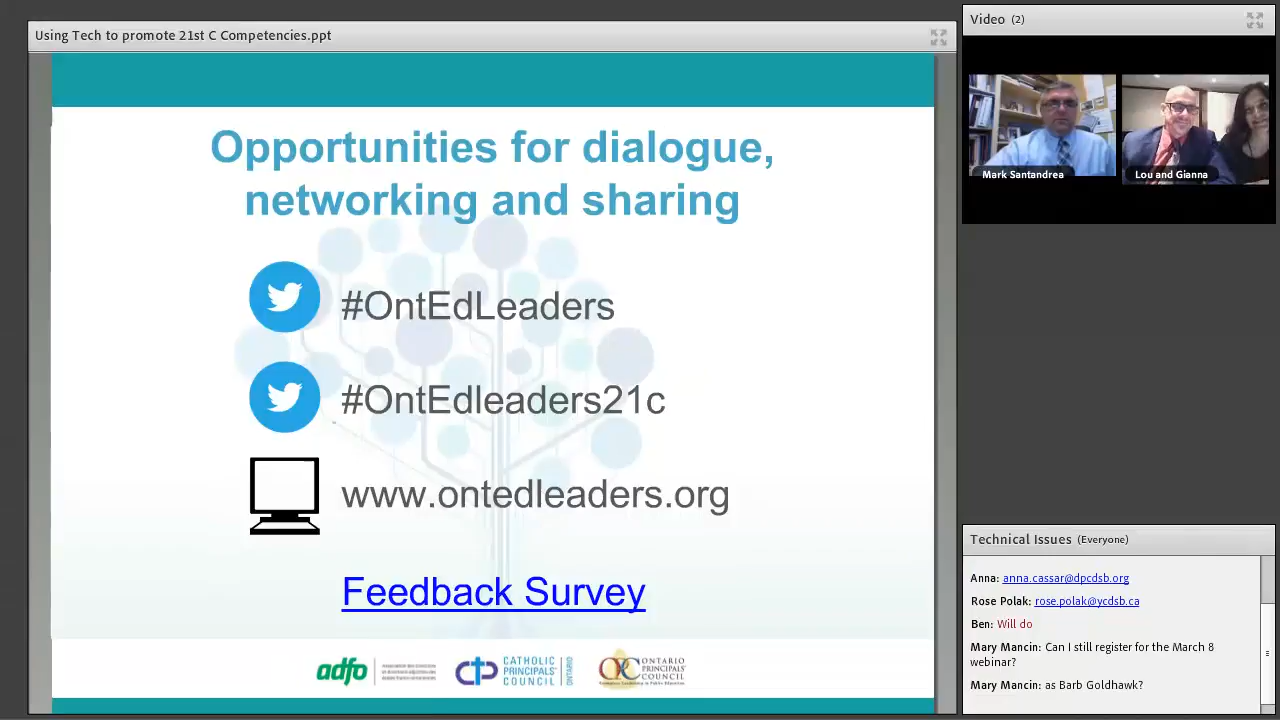 Using Tech to promote 21st C Competencies.ppt
Opportunities for dialogue,
networking and sharing
#OntEdLeaders
#OntEdleaders21c
www.ontedleaders.org
Feedback Survey
adfo
CATHOLIC
PRINCIPALS'
COUNCIL
ONTARIO
ONTARIO
PRINCIPALS'
COUNCIL
Video (2)
Mark Santandrea
Lou and Gianna
Technical Issues (Everyone)
Anna: anna.cassar@dpcdsb.org
Rose Polak: rose.polak@ycdsb.ca
Ben: Will do
Mary Mancin: Can I still register for the March 8
webinar?
Mary Mancin: as Barb Goldhawk?